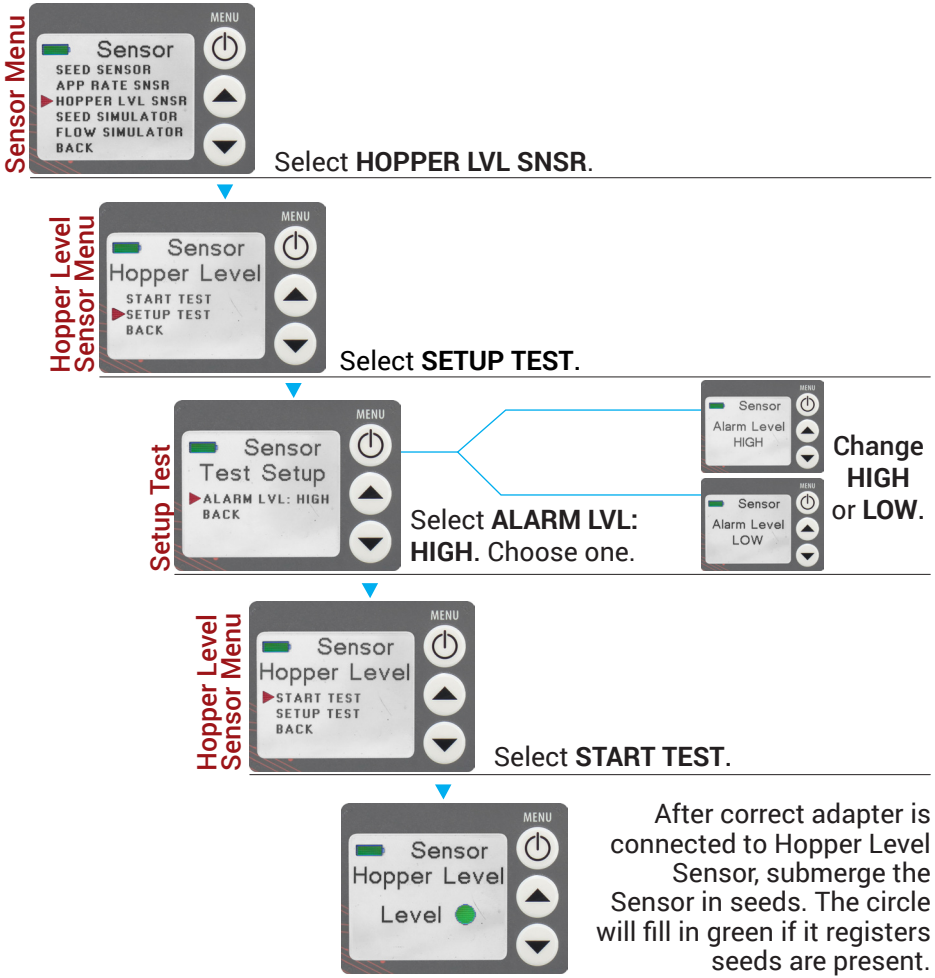 Sensor Menu
MENU
Sensor
SEED SENSOR
APP RATE SNSR
HOPPER LVL SNSR
SEED SIMULATOR
FLOW SIMULATOR
BACK
Select HOPPER LVL SNSR.
Hopper Level
Sensor Menu
MENU
Sensor
Hopper Level
START TEST
SETUP TEST
BACK
Select SETUP TEST.
Setup Test
MENU
Sensor
Test Setup
ALARM LVL: HIGH
BACK
Select ALARM LVL:
HIGH. Choose one.
MENU
Sensor
Alarm Level
HIGH
MENU
Sensor
Alarm Level
LOW
Change
HIGH
or LOW.
Hopper Level
Sensor Menu
MENU
Sensor
Hopper Level
START TEST
SETUP TEST
BACK
Select START TEST.
MENU
Sensor
Hopper Level
Level
After correct adapter is
connected to Hopper Level
Sensor, submerge the
Sensor in seeds. The circle
will fill in green if it registers
seeds are present.